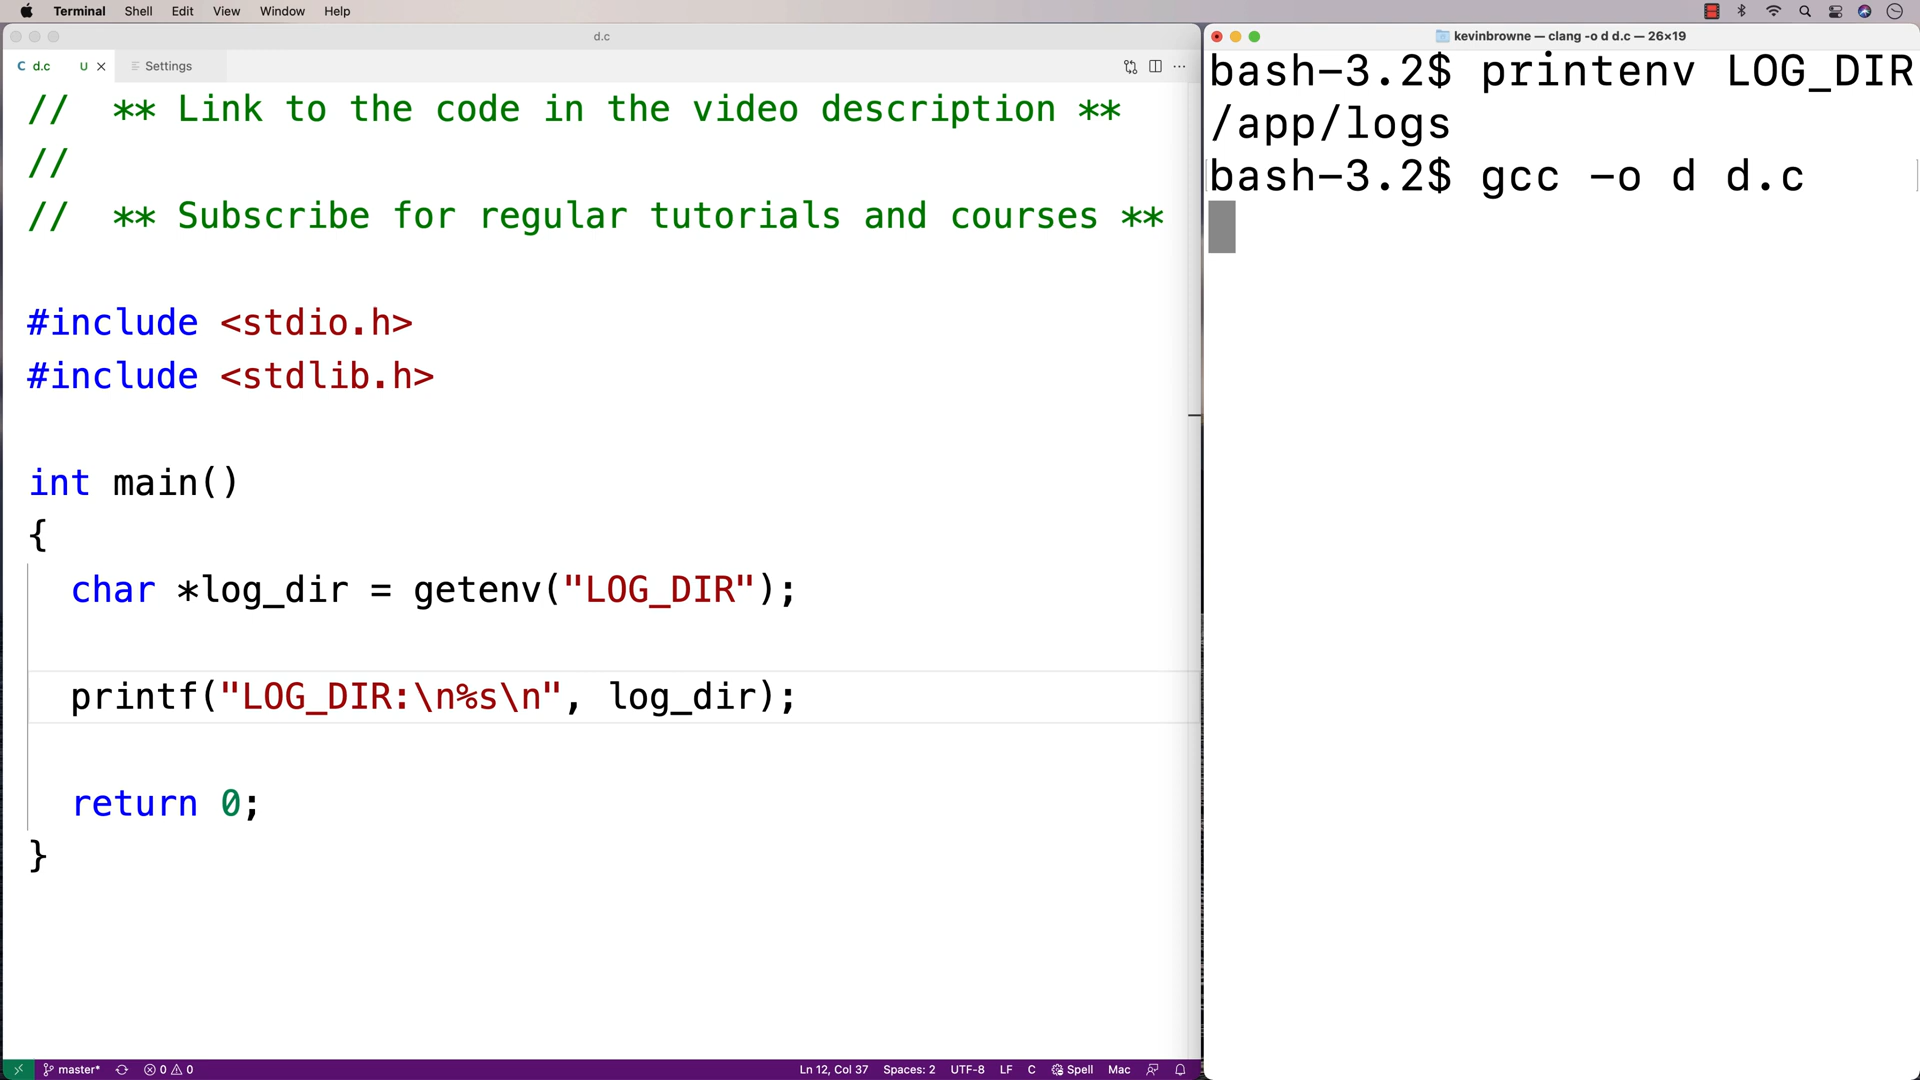 Terminal Shell Edit View Window Help
d.c
C d.c U Settings
// ** Link to the code in the video description **
//
// ** Subscribe for regular tutorials and courses **
#include <stdio.h>
#include <stdlib.h>
int main()
{
char *log_dir = getenv("LOG_DIR");
printf("LOG_DIR:\n%s\n", log_dir);
return 0;
}
master* 0 0 Ln 12, Col 37 Spaces: 2 UTF-8 LF C Spell Mac
kevinbrowne — clang -o d d.c — 26×19
bash-3.2$ printenv LOG_DIR
/app/logs
bash-3.2$ gcc -o d d.c